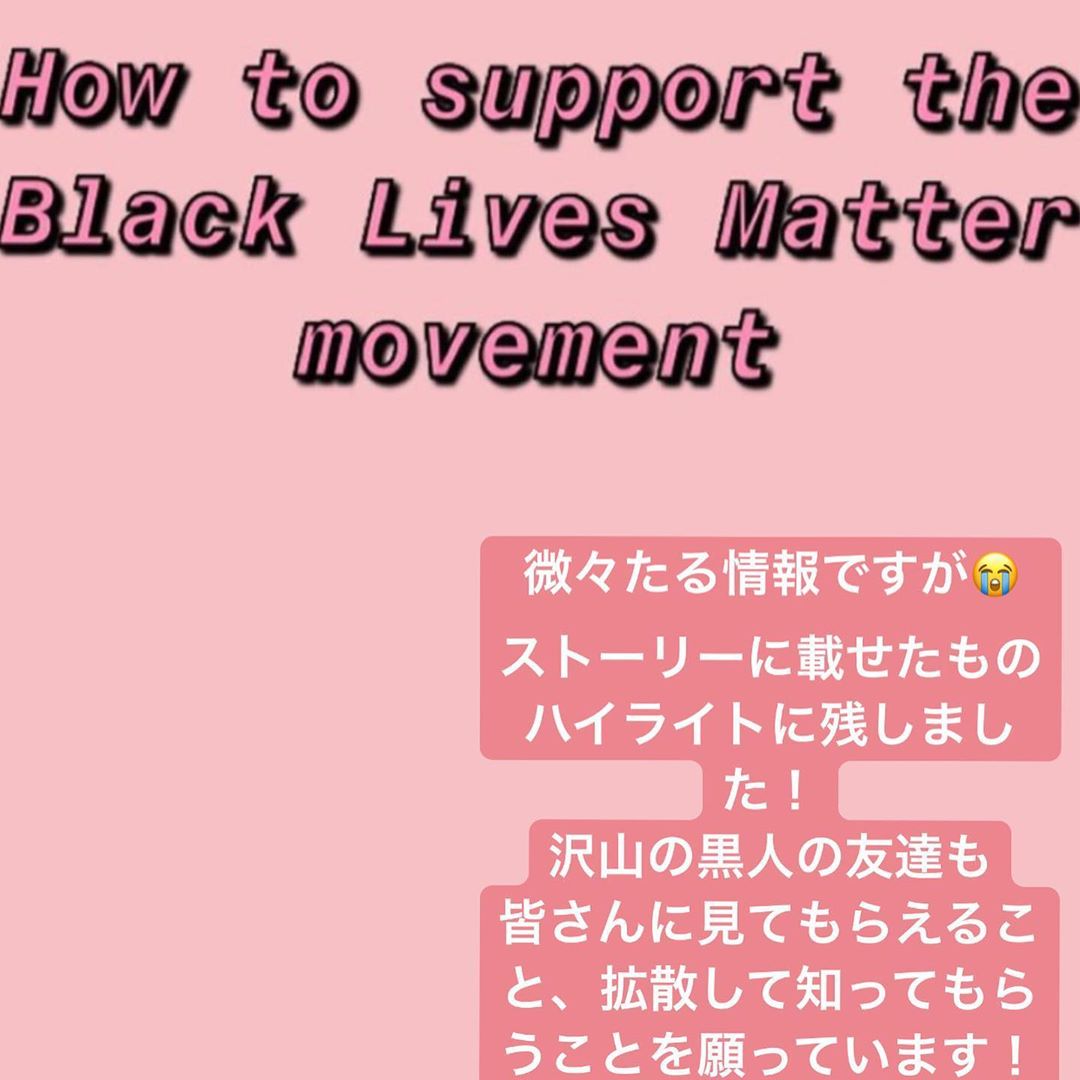 How to support the
Black Lives Matter
movement
微々たる情報ですが😭
ストーリーに載せたもの
ハイライトに残しまし
た！
沢山の黒人の友達も
皆さんに見てもらえるこ
と、拡散して知ってもら
うことを願っています！